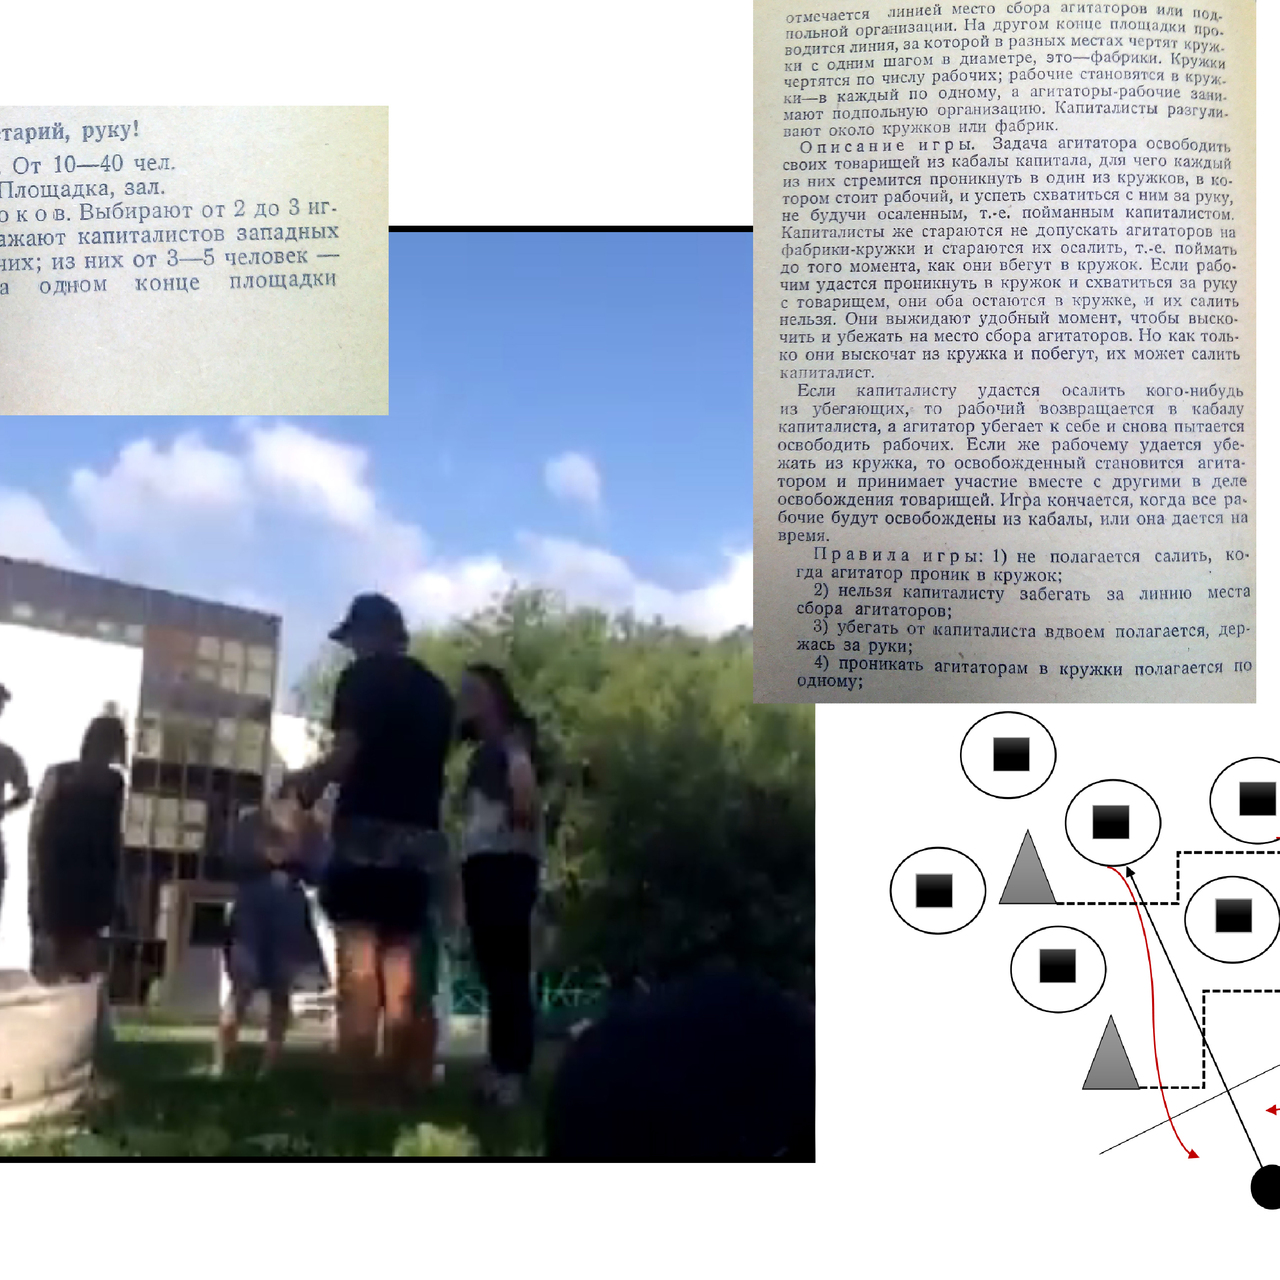 старий, руку!
От 10—40 чел.
Площадка, зал.
оков. Выбирают от 2 до 3 иг-
ажают капиталистов западных
чих; из них от 3—5 человек —
а одном конце площадки
отмечается линией место сбора агитаторов или под-
польной организации. На другом конце площадки про-
водится линия, за которой в разных местах чертят круж-
ки с одним шагом в диаметре, это—фабрики. Кружки
чертятся по числу рабочих; рабочие становятся в круж-
ки—в каждый по одному, а агитаторы-рабочие зани-
мают подпольную организацию. Капиталисты разгули-
вают около кружков или фабрик.
Описание игры. Задача агитатора освободить
своих товарищей из кабалы капитала, для чего каждый
из них стремится проникнуть в один из кружков, в ко-
тором стоит рабочий, и успеть схватиться с ним за руку,
не будучи осаленным, т.-е. пойманным капиталистом.
Капиталисты же стараются не допускать агитаторов на
фабрики-кружки и стараются их осалить, т.-е. поймать
до того момента, как они вбегут в кружок. Если рабо-
чим удастся проникнуть в кружок и схватиться за руку
с товарищем, они оба остаются в кружке, и их салить
нельзя. Они выжидают удобный момент, чтобы выско-
чить и убежать на место сбора агитаторов. Но как толь-
ко они выскочат из кружка и побегут, их может салить
капиталист.
Если капиталисту удастся осалить кого-нибудь
из убегающих, то рабочий возвращается в кабалу
капиталиста, а агитатор убегает к себе и снова пытается
освободить рабочих. Если же рабочему удается убе-
жать из кружка, то освобожденный становится агита-
тором и принимает участие вместе с другими в деле
освобождения товарищей. Игра кончается, когда все ра-
бочие будут освобождены из кабалы, или она дается на
время.
Правила игры: 1) не полагается салить, ко-
гда агитатор проник в кружок;
2) нельзя капиталисту забегать за линию места
сбора агитаторов;
3) убегать от капиталиста вдвоем полагается, дер-
жась за руки;
4) проникать агитаторам в кружки полагается по
одному;